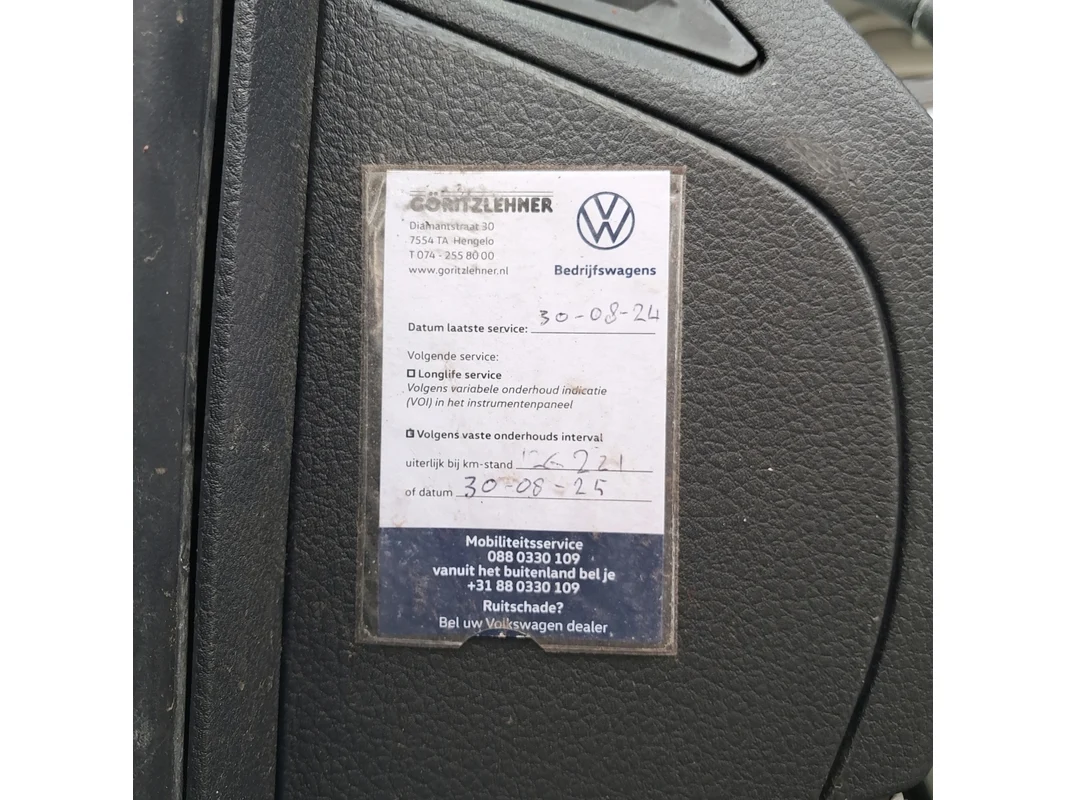 GÖRITZLEHNER
Diamantstraat 30
7554 TA Hengelo
T 074 - 255 80 00
www.goritzlehner.nl
Bedrijfswagens
Datum laatste service: 30-08-24
Volgende service:
Longlife service
Volgens variabele onderhoud indicatie
(VOI) in het instrumentenpaneel
Volgens vaste onderhouds interval
uiterlijk bij km-stand
of datum 30-08-25
Mobiliteitsservice
088 0330 109
vanuit het buitenland bel je
+31 88 0330 109
Ruitschade?
Bel uw Volkswagen dealer